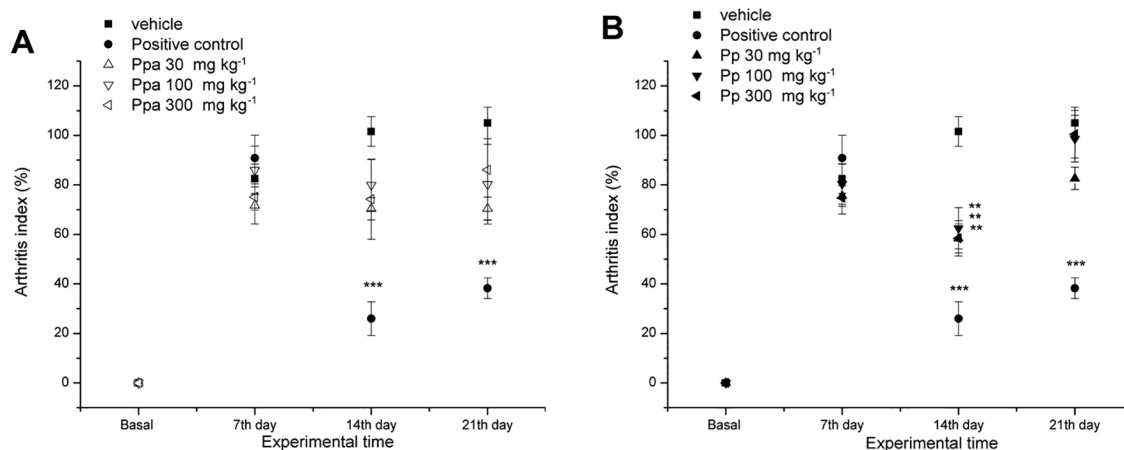 A
vehicle
Positive control
Ppa 30 mg kg-1
Ppa 100 mg kg-1
Ppa 300 mg kg-1
Arthritis index (%)
120
100
80
60
40
20
0
***
***
Basal
7th day
14th day
21th day
Experimental time
B
vehicle
Positive control
Pp 30 mg kg-1
Pp 100 mg kg-1
Pp 300 mg kg-1
Arthritis index (%)
120
100
80
60
40
20
0
**
**
**
***
***
Basal
7th day
14th day
21th day
Experimental time